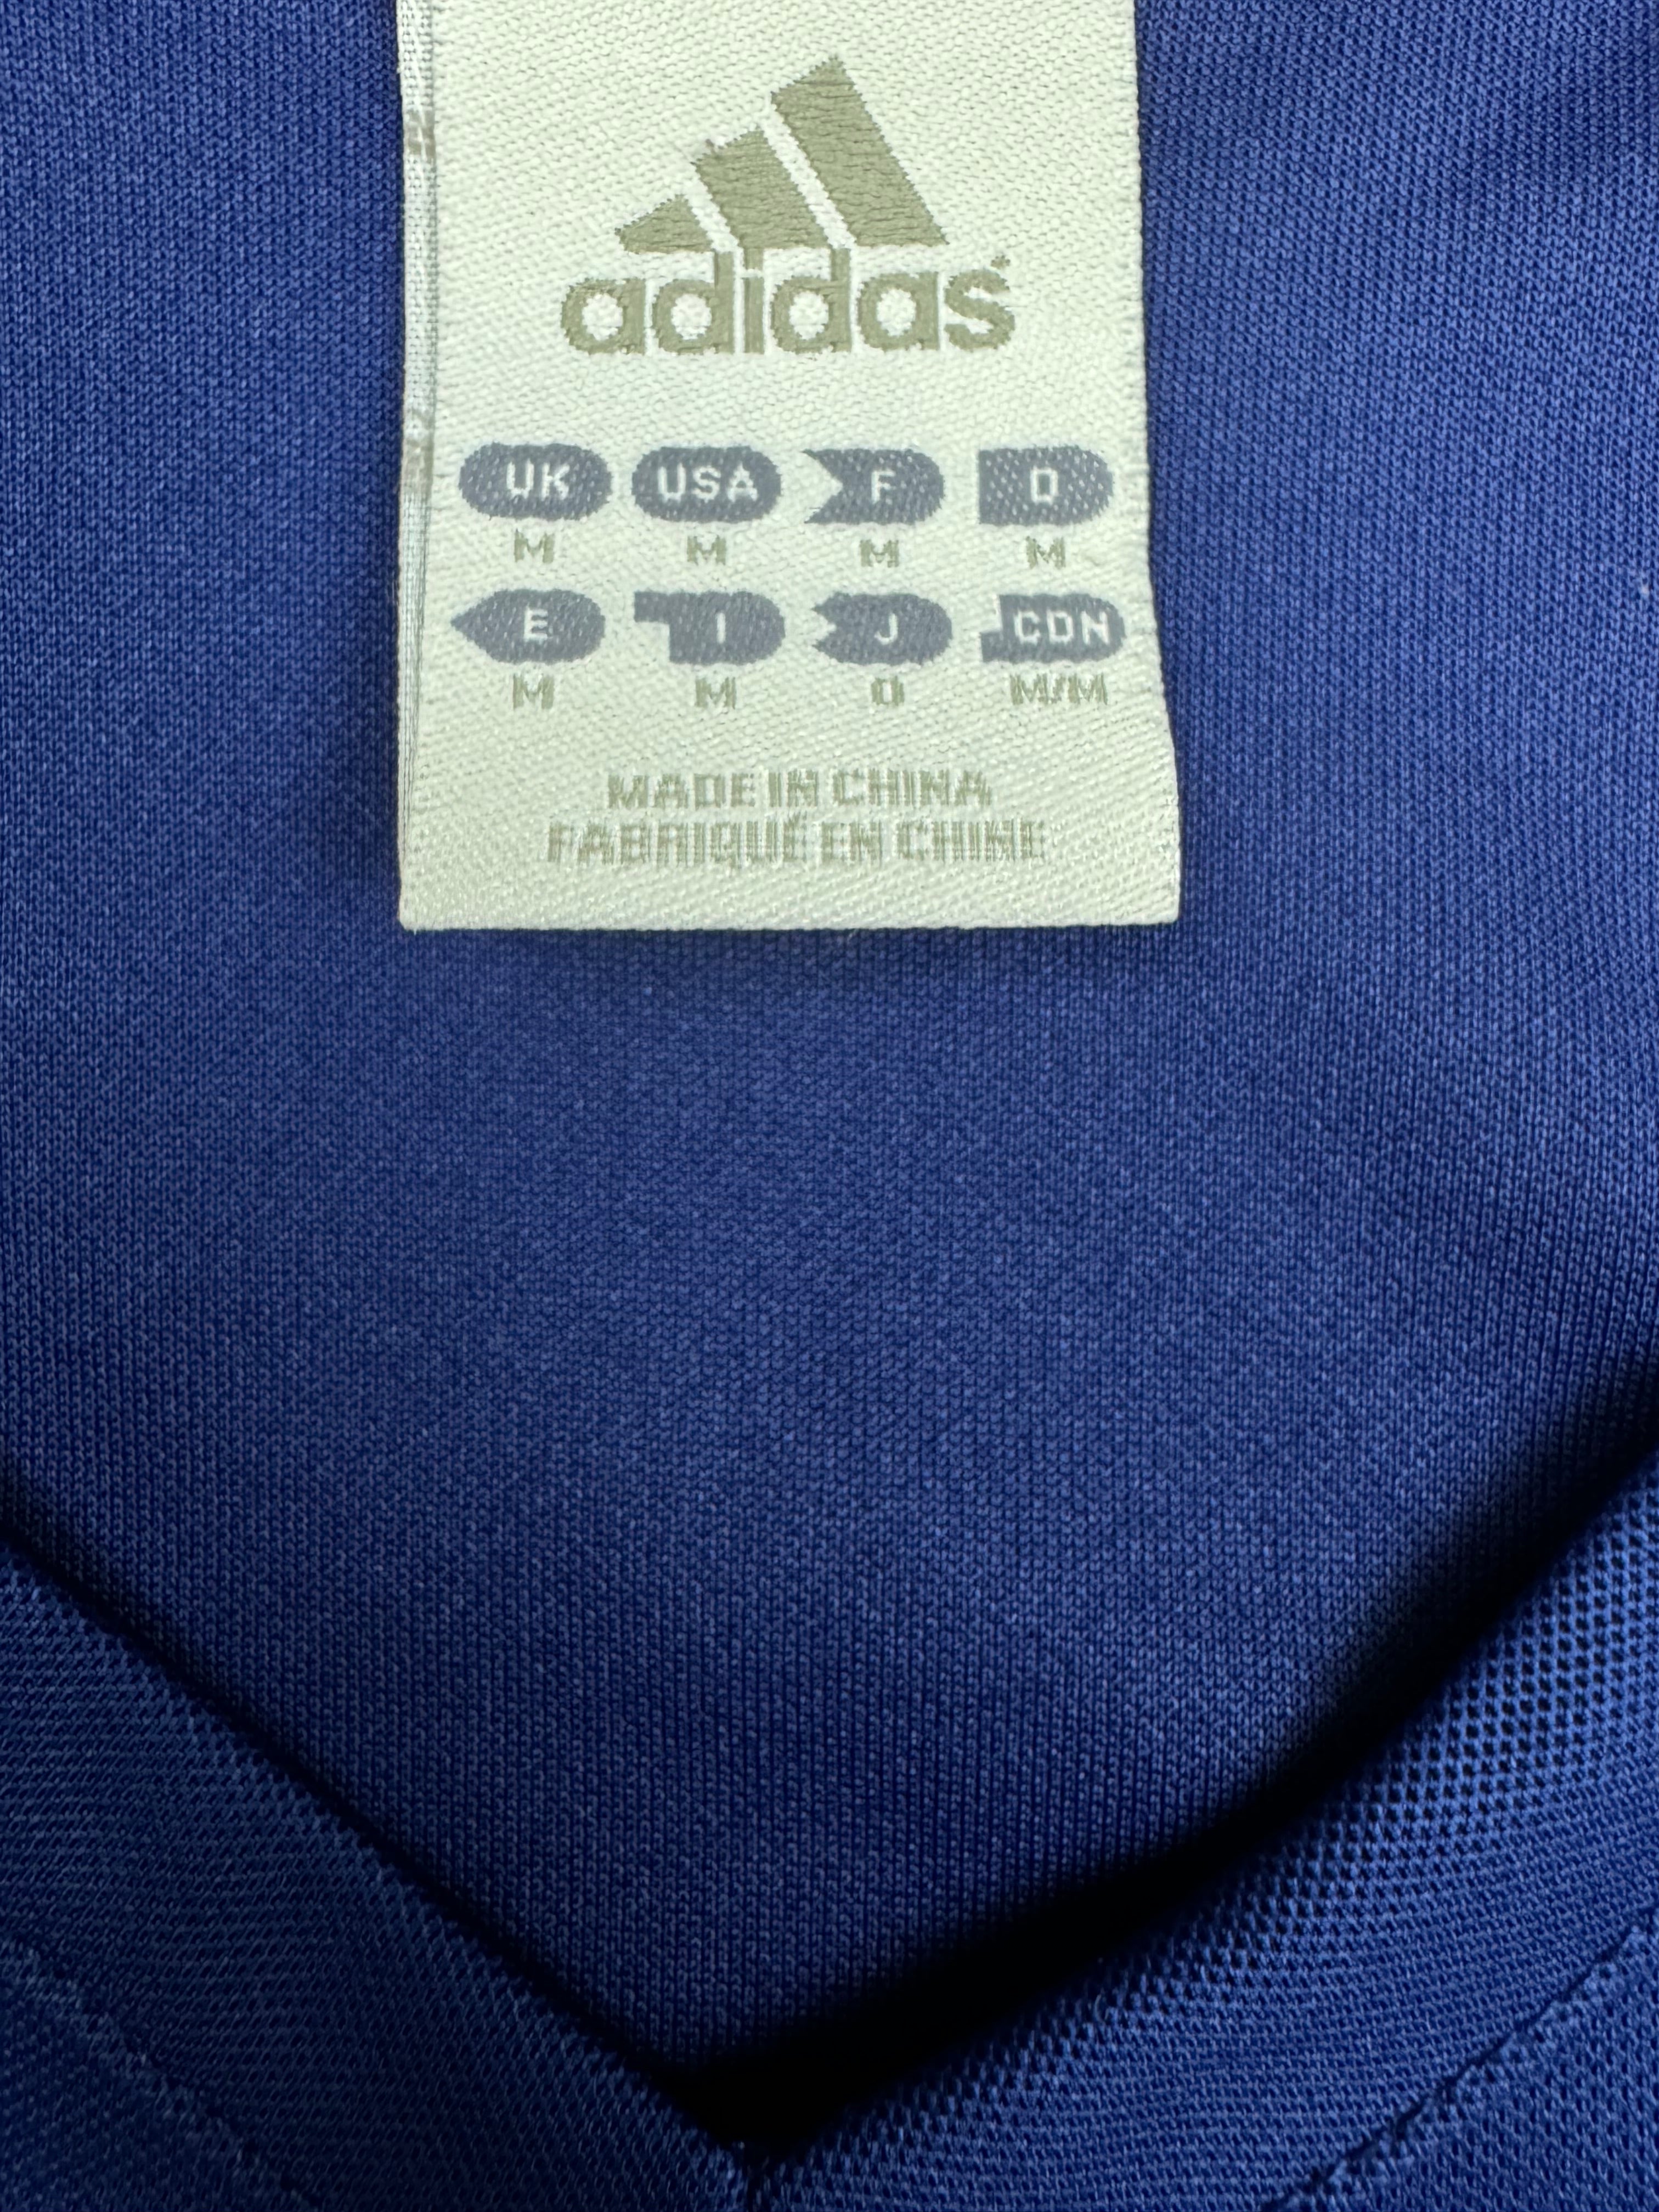 adidas
UK USA F D
M M M M
E I J CDN
M M O M/M
MADE IN CHINA
FABRIQUÉ EN CHINE